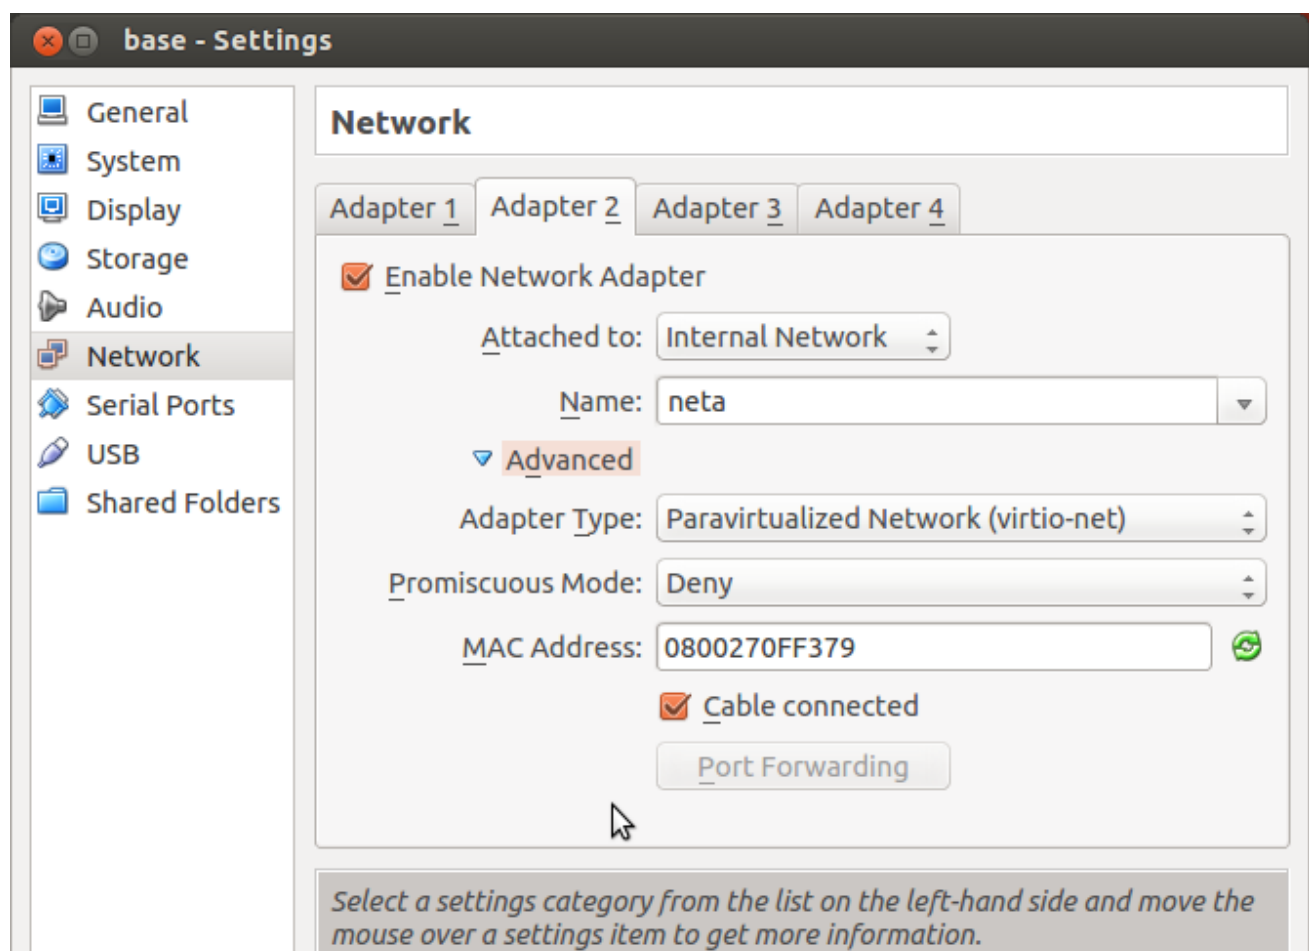 base - Settings
General
System
Display
Storage
Audio
Network
Serial Ports
USB
Shared Folders
Network
Adapter 1 Adapter 2 Adapter 3 Adapter 4
Enable Network Adapter
Attached to: Internal Network
Name: neta
Advanced
Adapter Type: Paravirtualized Network (virtio-net)
Promiscuous Mode: Deny
MAC Address: 0800270FF379
Cable connected
Port Forwarding
Select a settings category from the list on the left-hand side and move the
mouse over a settings item to get more information.